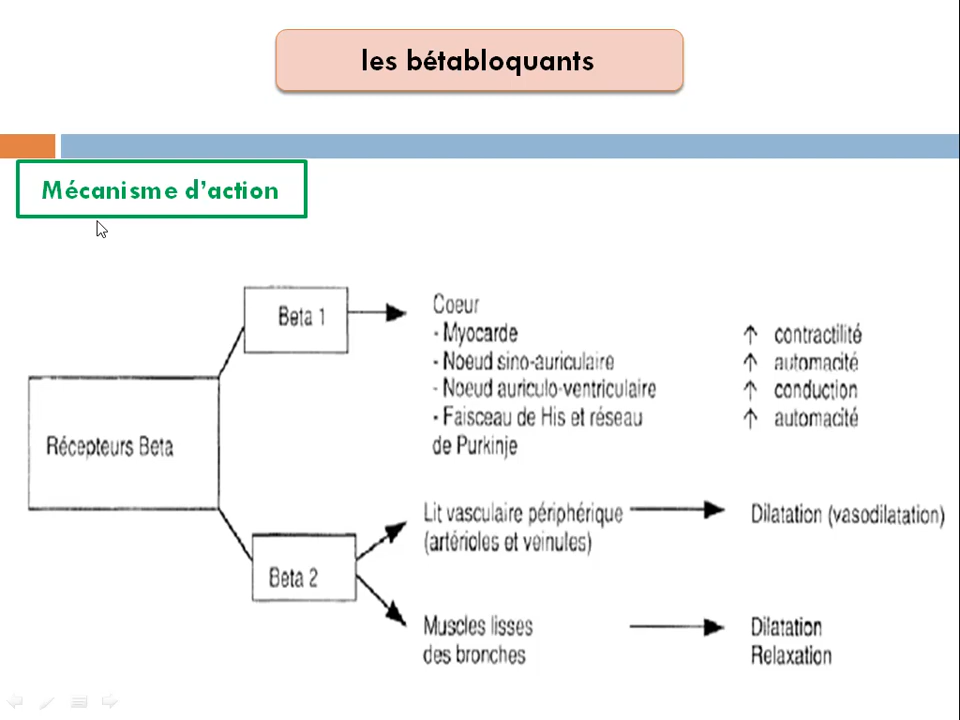 les bétabloquants
Mécanisme d’action
Beta 1
Coeur
- Myocarde ↑ contractilité
- Noeud sino-auriculaire ↑ automacité
- Noeud auriculo-ventriculaire ↑ conduction
- Faisceau de His et réseau ↑ automacité
de Purkinje
Récepteurs Beta
Lit vasculaire périphérique Dilatation (vasodilatation)
(artérioles et veinules)
Beta 2
Muscles lisses Dilatation
des bronches Relaxation